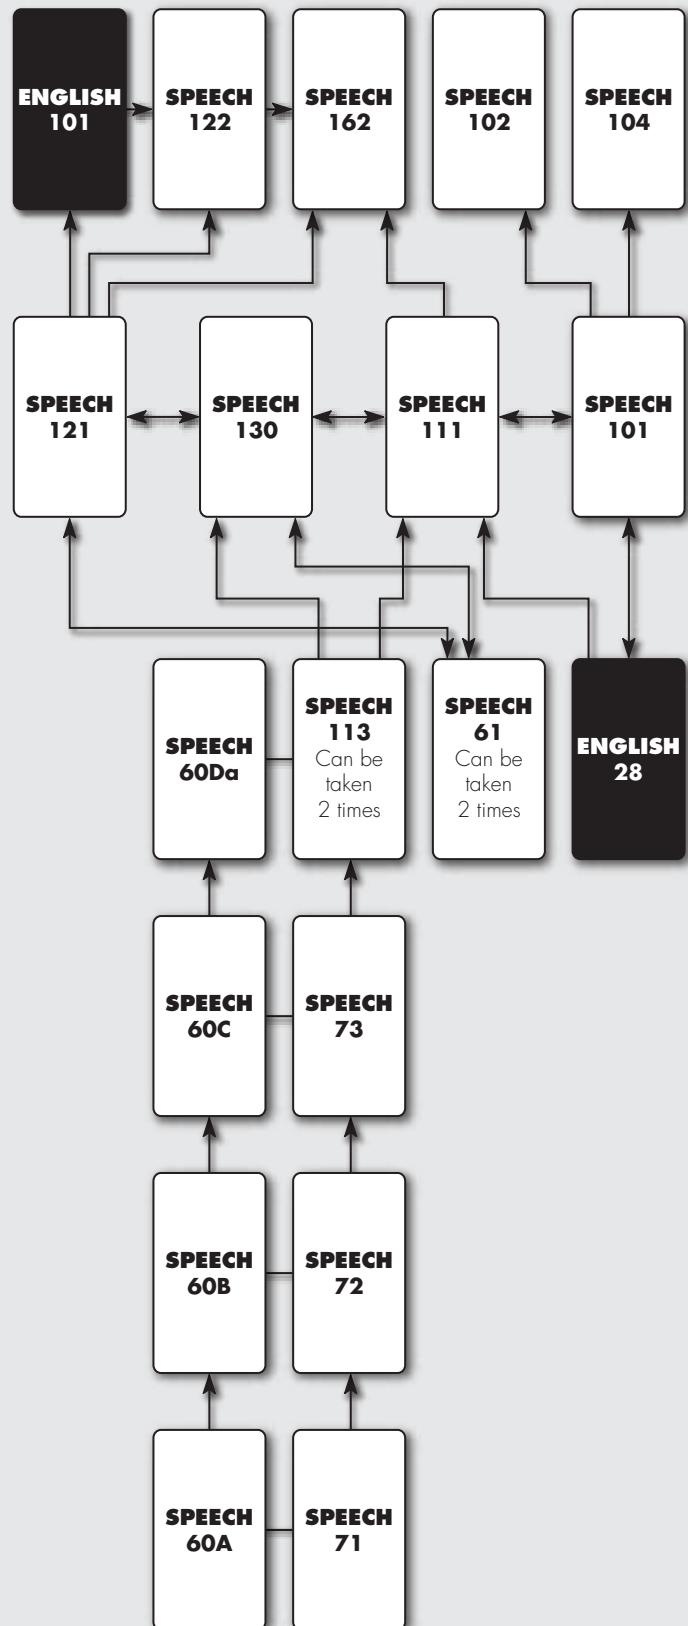 ENGLISH
101
SPEECH
122
SPEECH
162
SPEECH
102
SPEECH
104
SPEECH
121
SPEECH
130
SPEECH
111
SPEECH
101
SPEECH
60Da
SPEECH
113
Can be
taken
2 times
SPEECH
61
Can be
taken
2 times
ENGLISH
28
SPEECH
60C
SPEECH
73
SPEECH
60B
SPEECH
72
SPEECH
60A
SPEECH
71